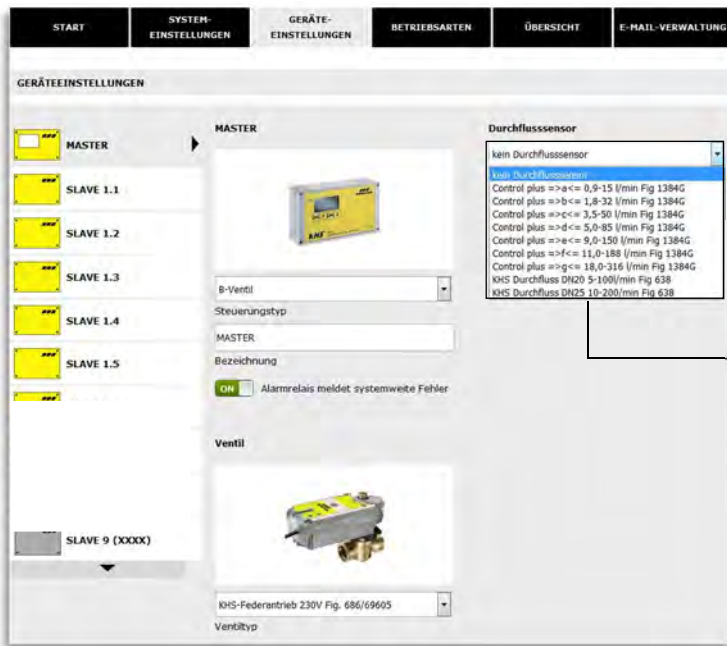 START
SYSTEM-
EINSTELLUNGEN
GERÄTE-
EINSTELLUNGEN
BETRIEBSARTEN
ÜBERSICHT
E-MAIL-VERWALTUNG
GERÄTEEINSTELLUNGEN
MASTER
SLAVE 1.1
SLAVE 1.2
SLAVE 1.3
SLAVE 1.4
SLAVE 1.5
SLAVE 9 (XXXX)
MASTER
KHS
B-Ventil
Steuerungstyp
MASTER
Bezeichnung
ON Alarmrelais meldet systemweite Fehler
Ventil
KHS-Federantrieb 230V Fig. 686/69605
Ventiltyp
Durchflusssensor
kein Durchflusssensor
kein Durchflusssensor
Control plus =>a<= 0,9-15 l/min Fig 1384G
Control plus =>b<= 1,8-32 l/min Fig 1384G
Control plus =>c<= 3,5-50 l/min Fig 1384G
Control plus =>d<= 5,0-85 l/min Fig 1384G
Control plus =>e<= 9,0-150 l/min Fig 1384G
Control plus =>f<= 11,0-188 l/min Fig 1384G
Control plus =>g<= 18,0-316 l/min Fig 1384G
KHS Durchfluss DN20 5-100l/min Fig 638
KHS Durchfluss DN25 10-200/min Fig 638